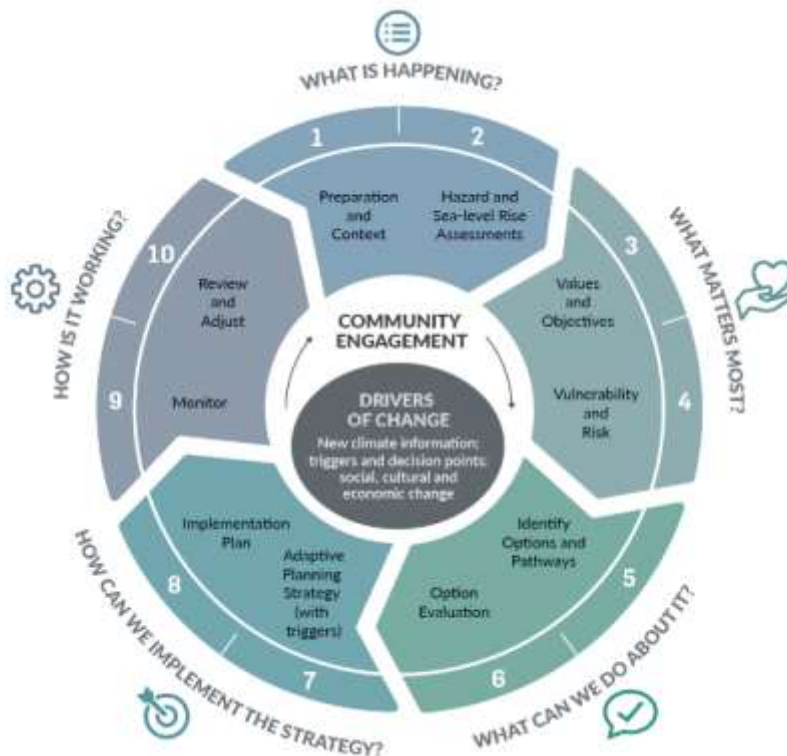 WHAT IS HAPPENING?
1
2
Preparation
and
Context
Hazard and
Sea-level Rise
Assessments
WHAT MATTERS MOST?
3
Values
and
Objectives
4
Vulnerability
and
Risk
WHAT CAN WE DO ABOUT IT?
5
Identify
Options and
Pathways
6
Option
Evaluation
HOW CAN WE IMPLEMENT THE STRATEGY?
7
Adaptive
Planning
Strategy
(with
triggers)
8
Implementation
Plan
HOW IS IT WORKING?
9
Monitor
10
Review
and
Adjust
COMMUNITY
ENGAGEMENT
DRIVERS
OF CHANGE
New climate information;
triggers and decision points;
social, cultural and
economic change